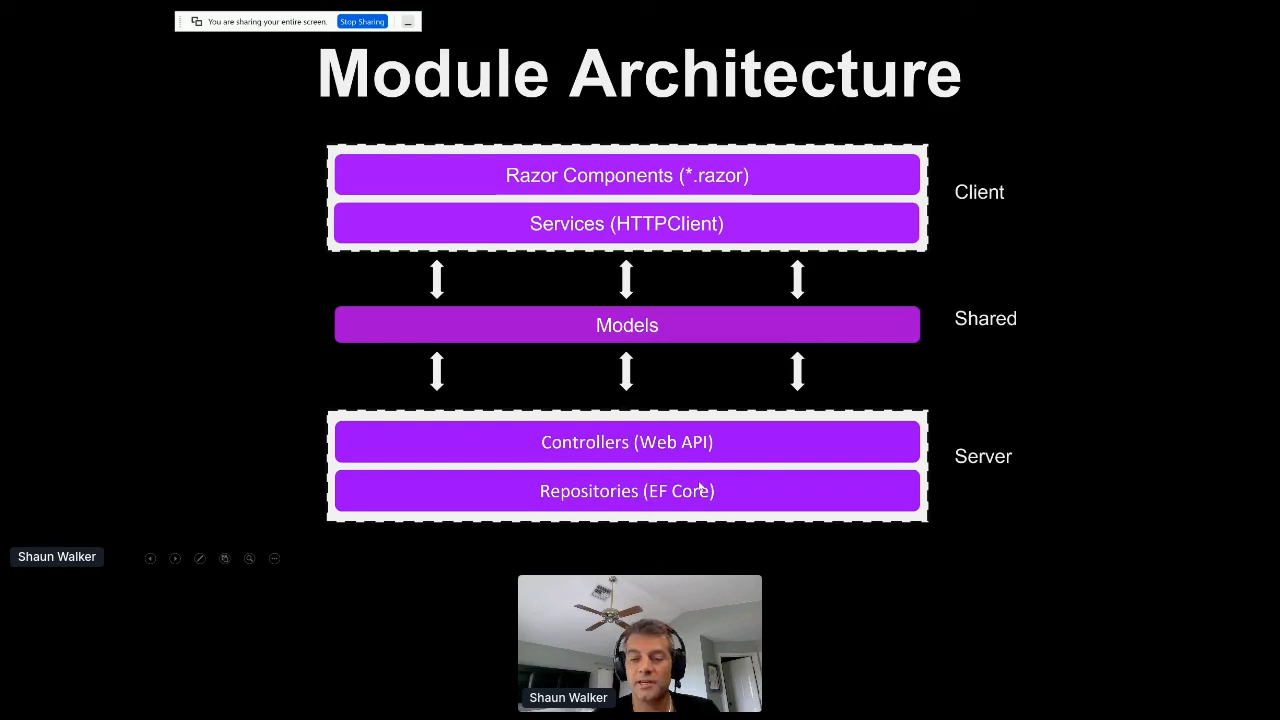 You are sharing your entire screen.
Stop Sharing
Module Architecture
Razor Components (*.razor)
Services (HTTPClient)
Client
Models
Shared
Controllers (Web API)
Repositories (EF Core)
Server
Shaun Walker
Shaun Walker